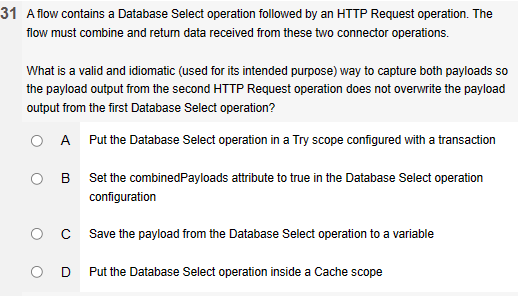 31 A flow contains a Database Select operation followed by an HTTP Request operation. The
flow must combine and return data received from these two connector operations.
What is a valid and idiomatic (used for its intended purpose) way to capture both payloads so
the payload output from the second HTTP Request operation does not overwrite the payload
output from the first Database Select operation?
A Put the Database Select operation in a Try scope configured with a transaction
B Set the combinedPayloads attribute to true in the Database Select operation
configuration
C Save the payload from the Database Select operation to a variable
D Put the Database Select operation inside a Cache scope